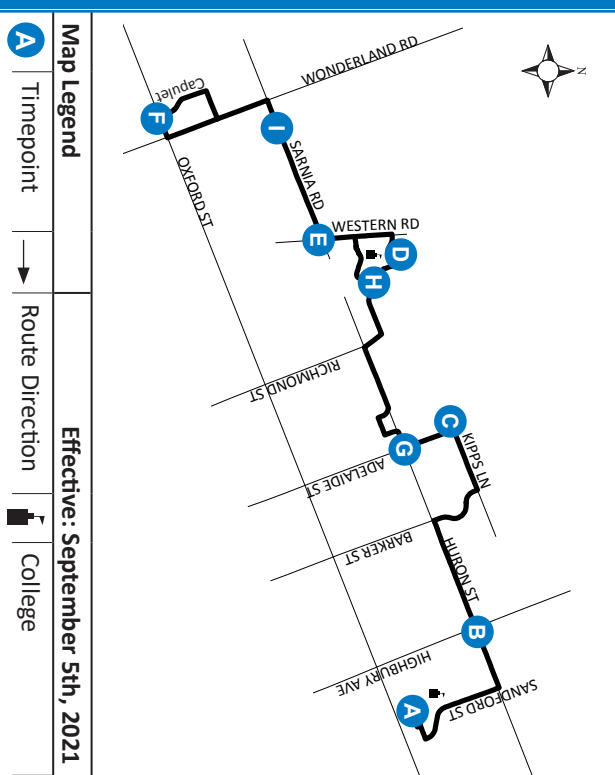 N
WONDERLAND RD
Capulet
F
I
OXFORD ST
SARNIA RD
WESTERN RD
E
D
H
RICHMOND ST
C
KIPPS LN
G
ADELAIDE ST
BARKER ST
HURON ST
B
HIGHBURY AVE
SANDFORD ST
A
Map Legend
Effective: September 5th, 2021
A Timepoint Route Direction College